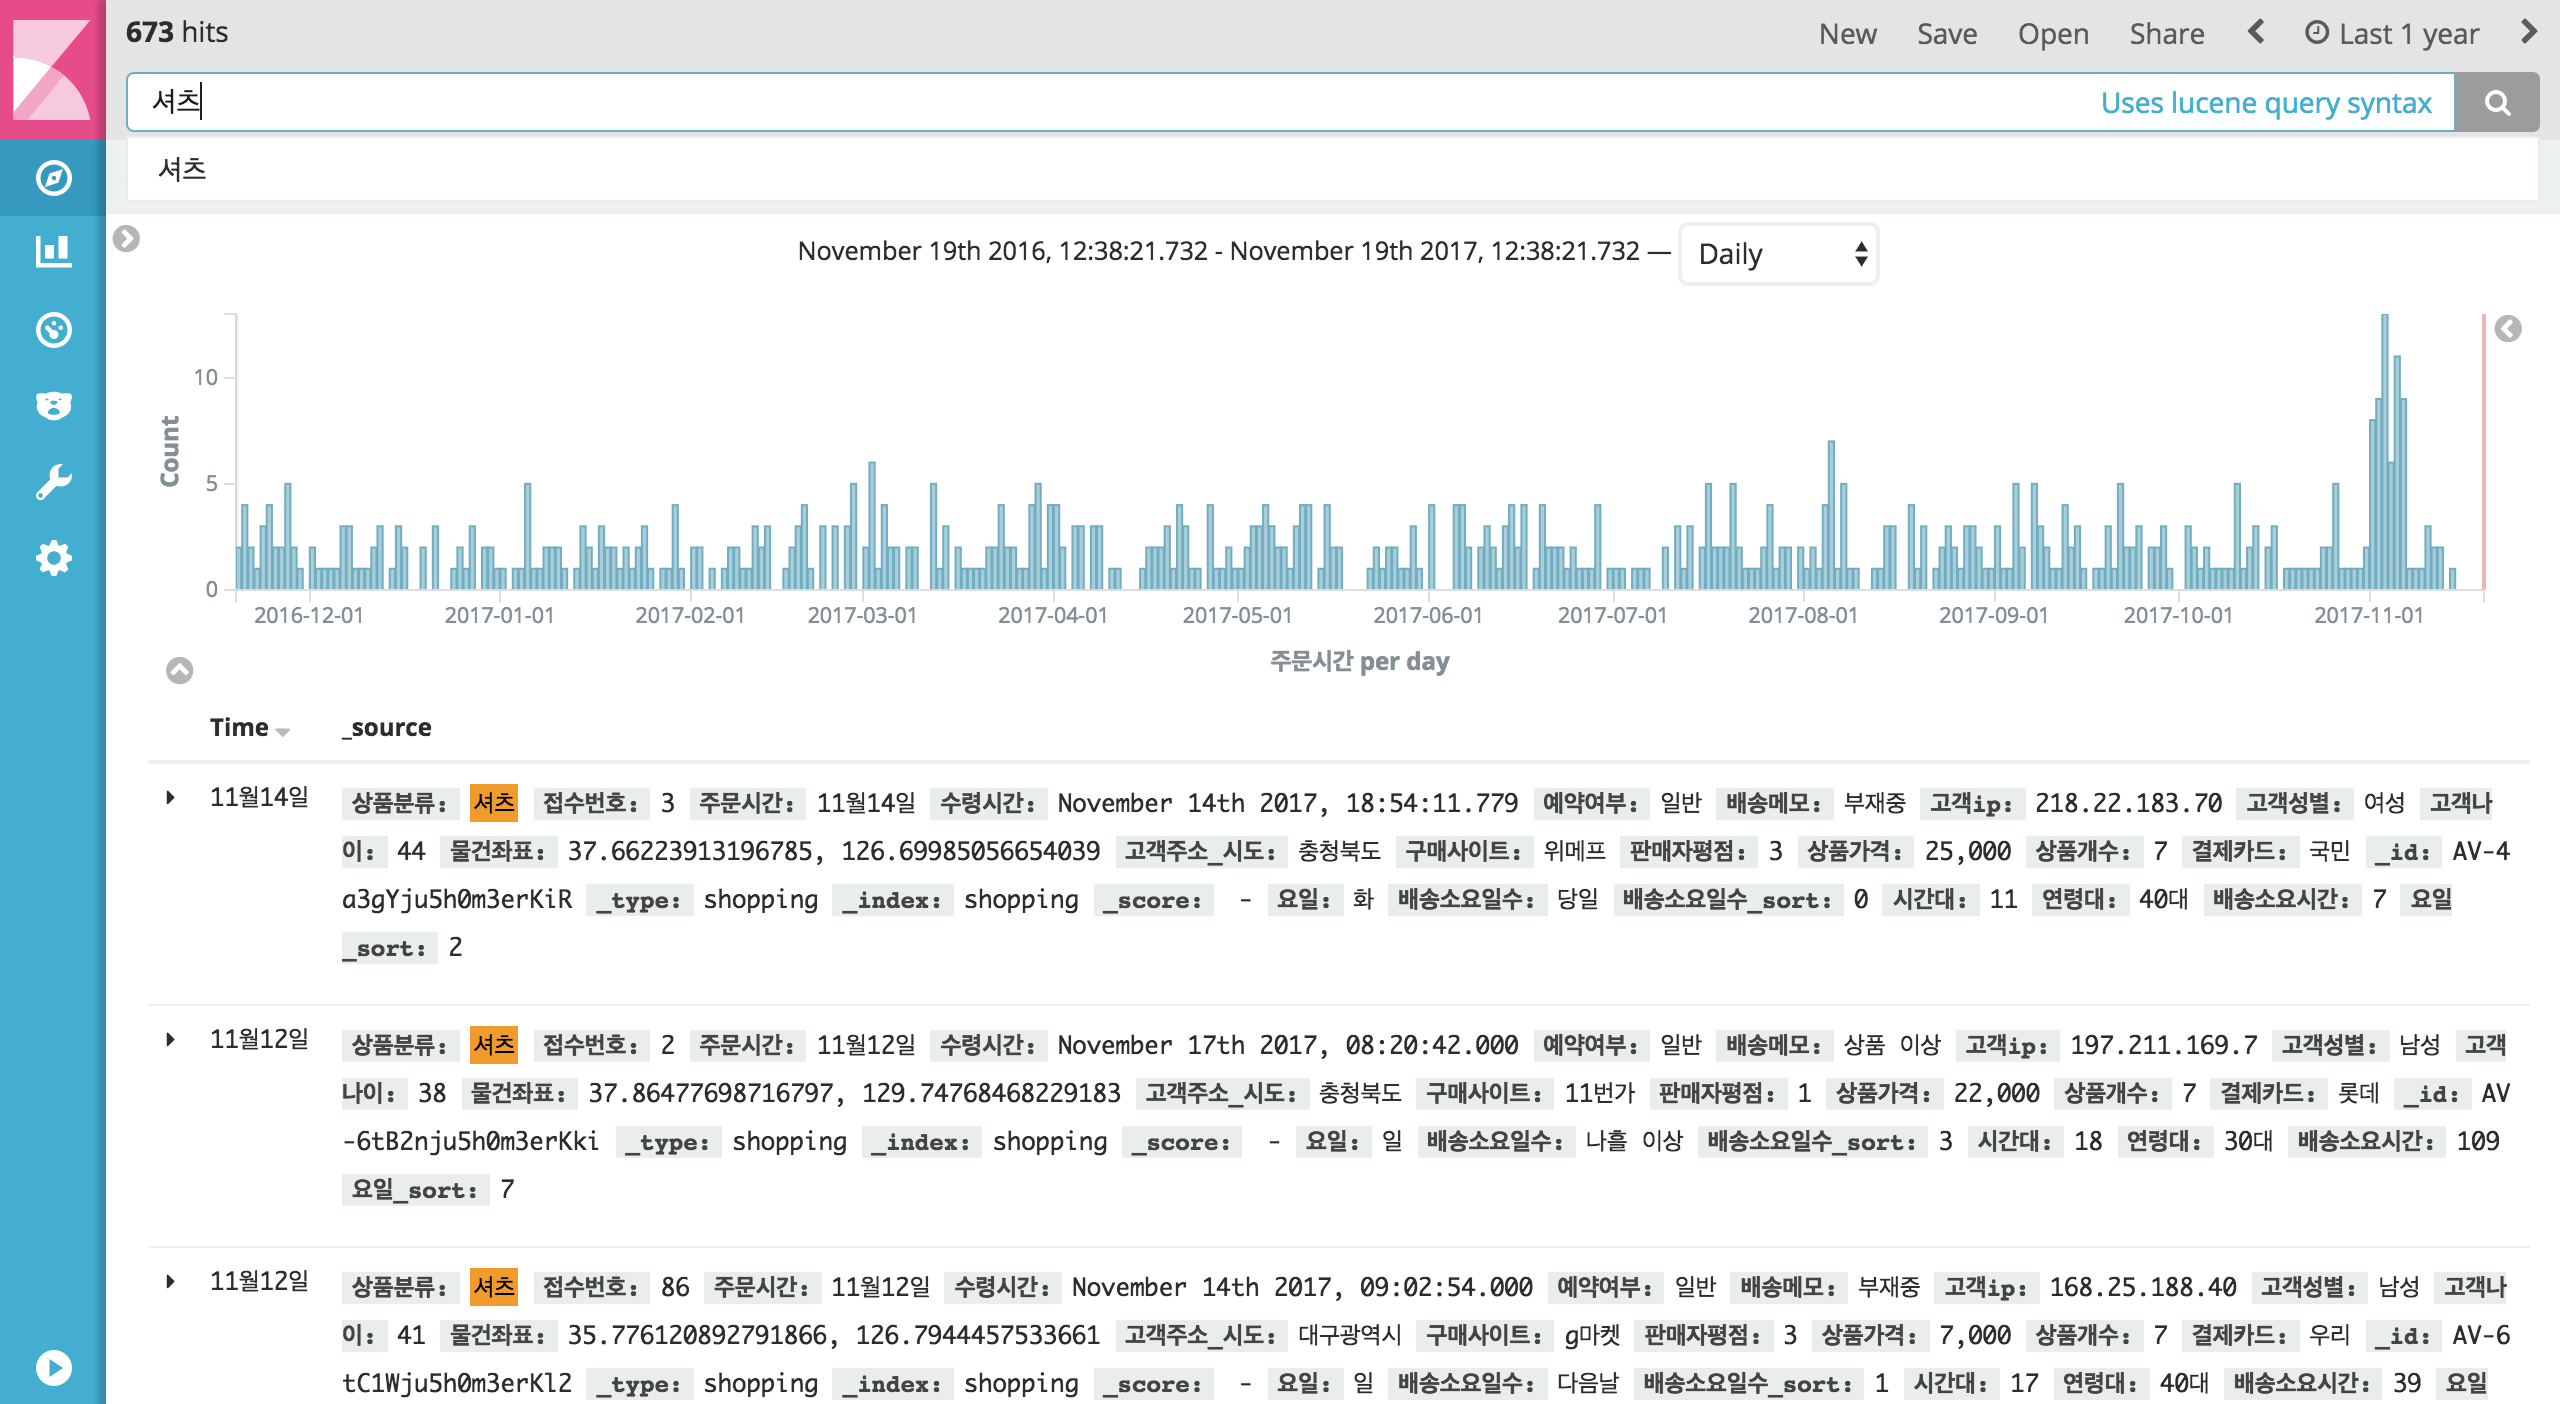 673 hits
New Save Open Share Last 1 year
셔츠 Uses lucene query syntax
셔츠
November 19th 2016, 12:38:21.732 - November 19th 2017, 12:38:21.732 — Daily
10
5
0
Count
2016-12-01 2017-01-01 2017-02-01 2017-03-01 2017-04-01 2017-05-01 2017-06-01 2017-07-01 2017-08-01 2017-09-01 2017-10-01 2017-11-01
주문시간 per day
Time _source
11월14일 상품분류: 셔츠 접수번호: 3 주문시간: 11월14일 수령시간: November 14th 2017, 18:54:11.779 예약여부: 일반 배송메모: 부재중 고객ip: 218.22.183.70 고객성별: 여성 고객나
이: 44 물건좌표: 37.66223913196785, 126.69985056654039 고객주소_시도: 충청북도 구매사이트: 위메프 판매자평점: 3 상품가격: 25,000 상품개수: 7 결제카드: 국민 _id: AV-4
a3gYju5h0m3erKiR _type: shopping _index: shopping _score: - 요일: 화 배송소요일수: 당일 배송소요일수_sort: 0 시간대: 11 연령대: 40대 배송소요시간: 7 요일
_sort: 2
11월12일 상품분류: 셔츠 접수번호: 2 주문시간: 11월12일 수령시간: November 17th 2017, 08:20:42.000 예약여부: 일반 배송메모: 상품 이상 고객ip: 197.211.169.7 고객성별: 남성 고객
나이: 38 물건좌표: 37.86477698716797, 129.74768468229183 고객주소_시도: 충청북도 구매사이트: 11번가 판매자평점: 1 상품가격: 22,000 상품개수: 7 결제카드: 롯데 _id: AV
-6tB2nju5h0m3erKki _type: shopping _index: shopping _score: - 요일: 일 배송소요일수: 나흘 이상 배송소요일수_sort: 3 시간대: 18 연령대: 30대 배송소요시간: 109
요일_sort: 7
11월12일 상품분류: 셔츠 접수번호: 86 주문시간: 11월12일 수령시간: November 14th 2017, 09:02:54.000 예약여부: 일반 배송메모: 부재중 고객ip: 168.25.188.40 고객성별: 남성 고객나
이: 41 물건좌표: 35.776120892791866, 126.7944457533661 고객주소_시도: 대구광역시 구매사이트: g마켓 판매자평점: 3 상품가격: 7,000 상품개수: 7 결제카드: 우리 _id: AV-6
tC1Wju5h0m3erKl2 _type: shopping _index: shopping _score: - 요일: 일 배송소요일수: 다음날 배송소요일수_sort: 1 시간대: 17 연령대: 40대 배송소요시간: 39 요일